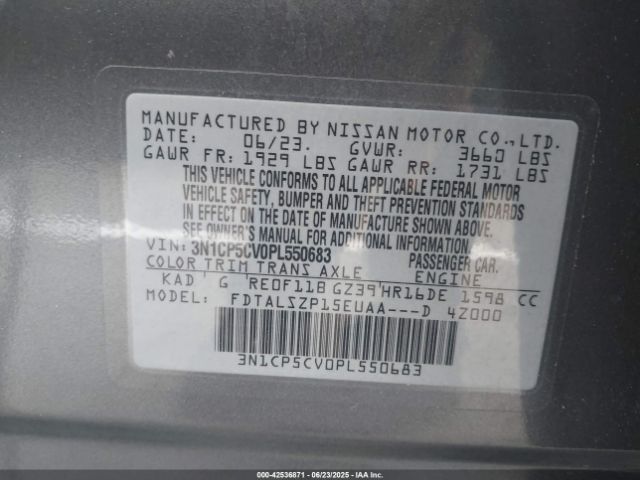 MANUFACTURED BY NISSAN MOTOR CO.,LTD.
DATE: 06/23. GVWR: 3660 LBS
GAWR FR: 1929 LBS GAWR RR: 1731 LBS
THIS VEHICLE CONFORMS TO ALL APPLICABLE FEDERAL MOTOR
VEHICLE SAFETY, BUMPER AND THEFT PREVENTION STANDARDS
IN EFFECT ON THE DATE OF MANUFACTURE SHOWN ABOVE.
SEE OWNER'S MANUAL FOR ADDITIONAL INFORMATION.
VIN: 3N1CP5CV0PL550683 PASSENGER CAR.
COLOR TRIM TRANS AXLE ENGINE
KAD ' G RE0F11B GZ39'HR16DE 1598 CC
MODEL: FDTALSZP15EUAA---D 4Z000
3N1CP5CV0PL550683
000-42536871 - 06/23/2025 - IAA Inc.